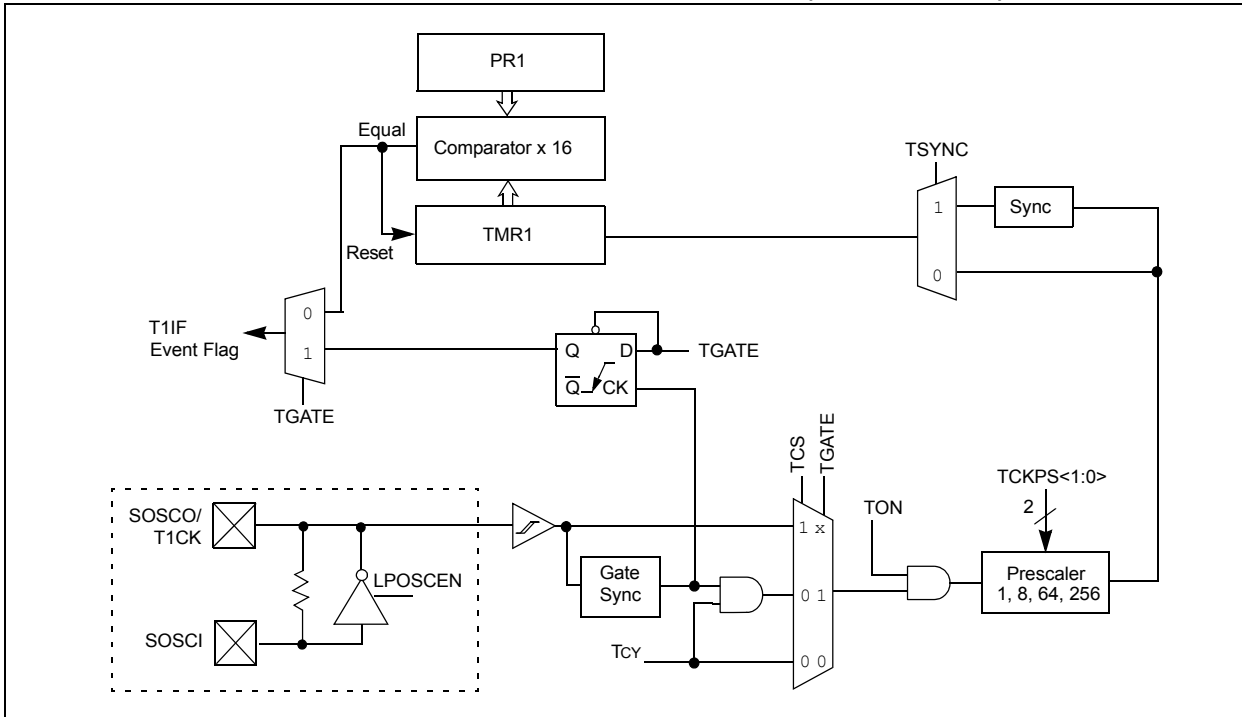 PR1
Equal
Comparator x 16
TSYNC
1
Sync
Reset
TMR1
0
0
T1IF
Event Flag
1
Q
D
TGATE
Q̅
CK
TGATE
TCS
TGATE
TCKPS<1:0>
2
SOSCO/
T1CK
1 x
TON
LPOSCEN
Gate
Sync
0 1
Prescaler
1, 8, 64, 256
SOSCI
TCY
0 0